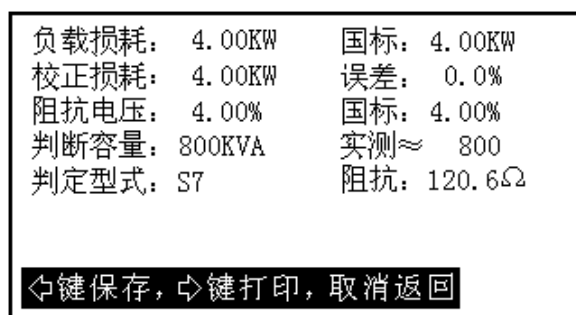 负载损耗： 4.00KW 国标：4.00KW
校正损耗： 4.00KW 误差： 0.0%
阻抗电压： 4.00% 国标：4.00%
判断容量：800KVA 实测≈ 800
判定型式：S7 阻抗：120.6Ω
⇦键保存，⇨键打印，取消返回